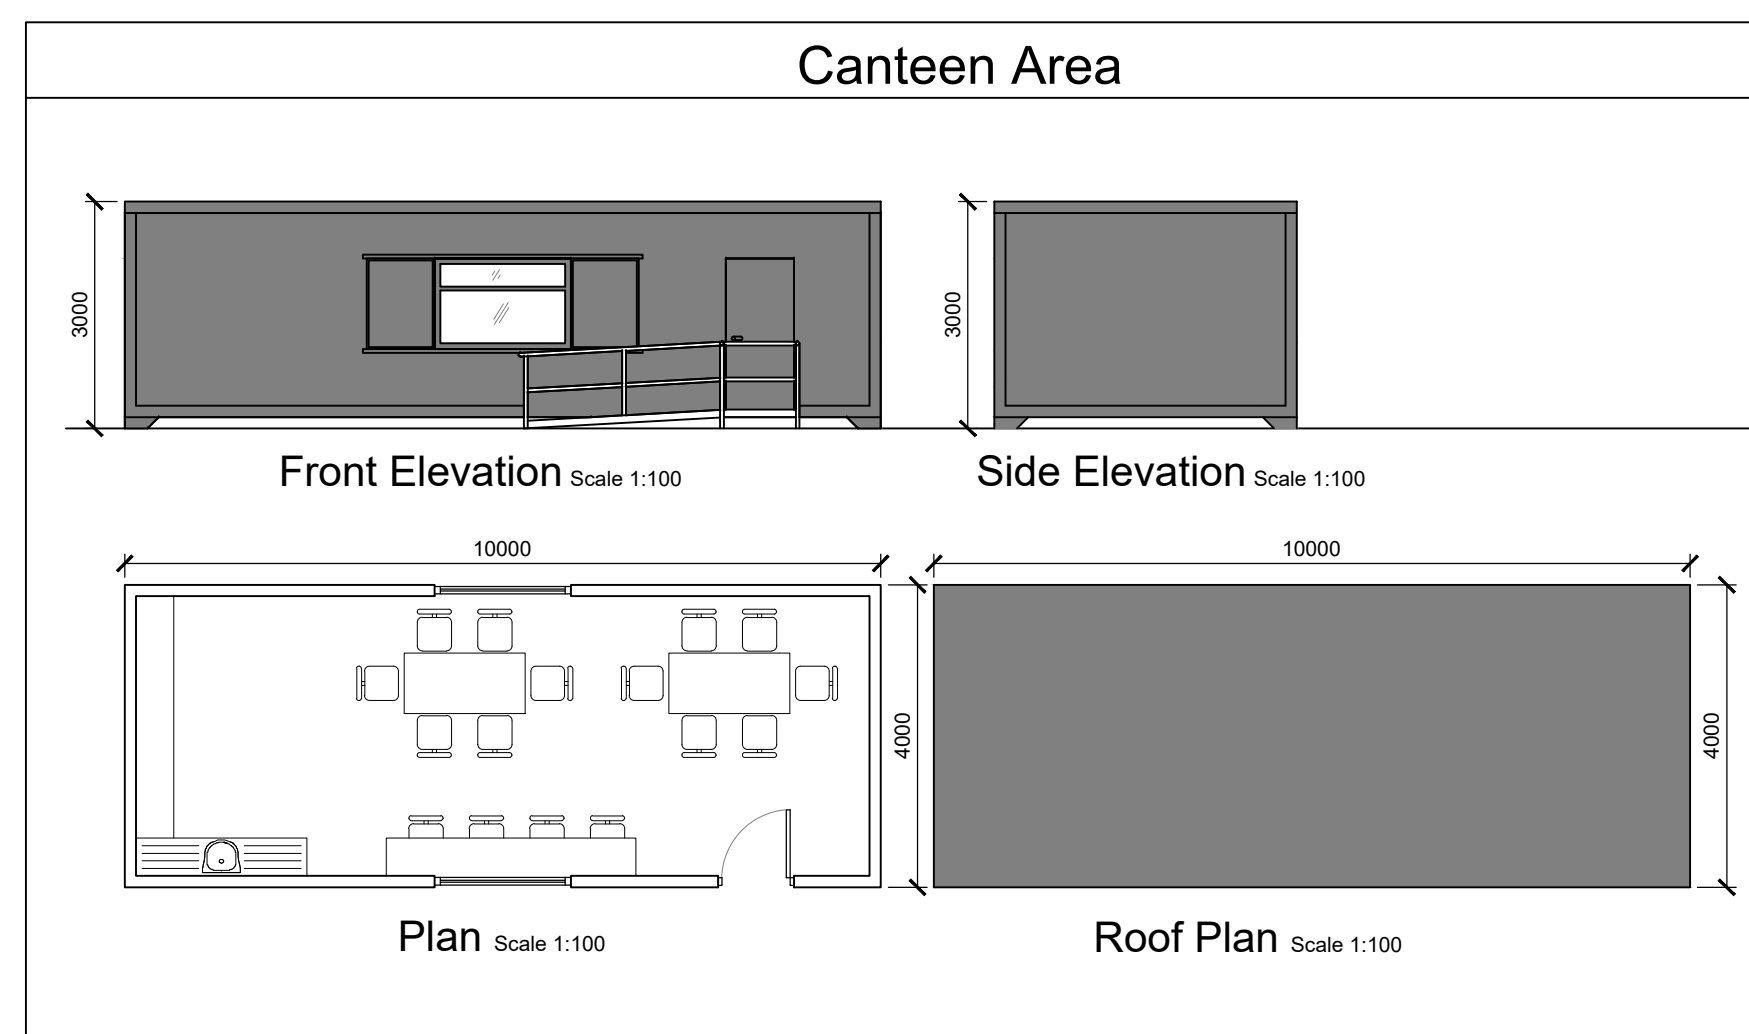 Canteen Area
3000
3000
Front Elevation Scale 1:100
Side Elevation Scale 1:100
10000
10000
4000
4000
Plan Scale 1:100
Roof Plan Scale 1:100